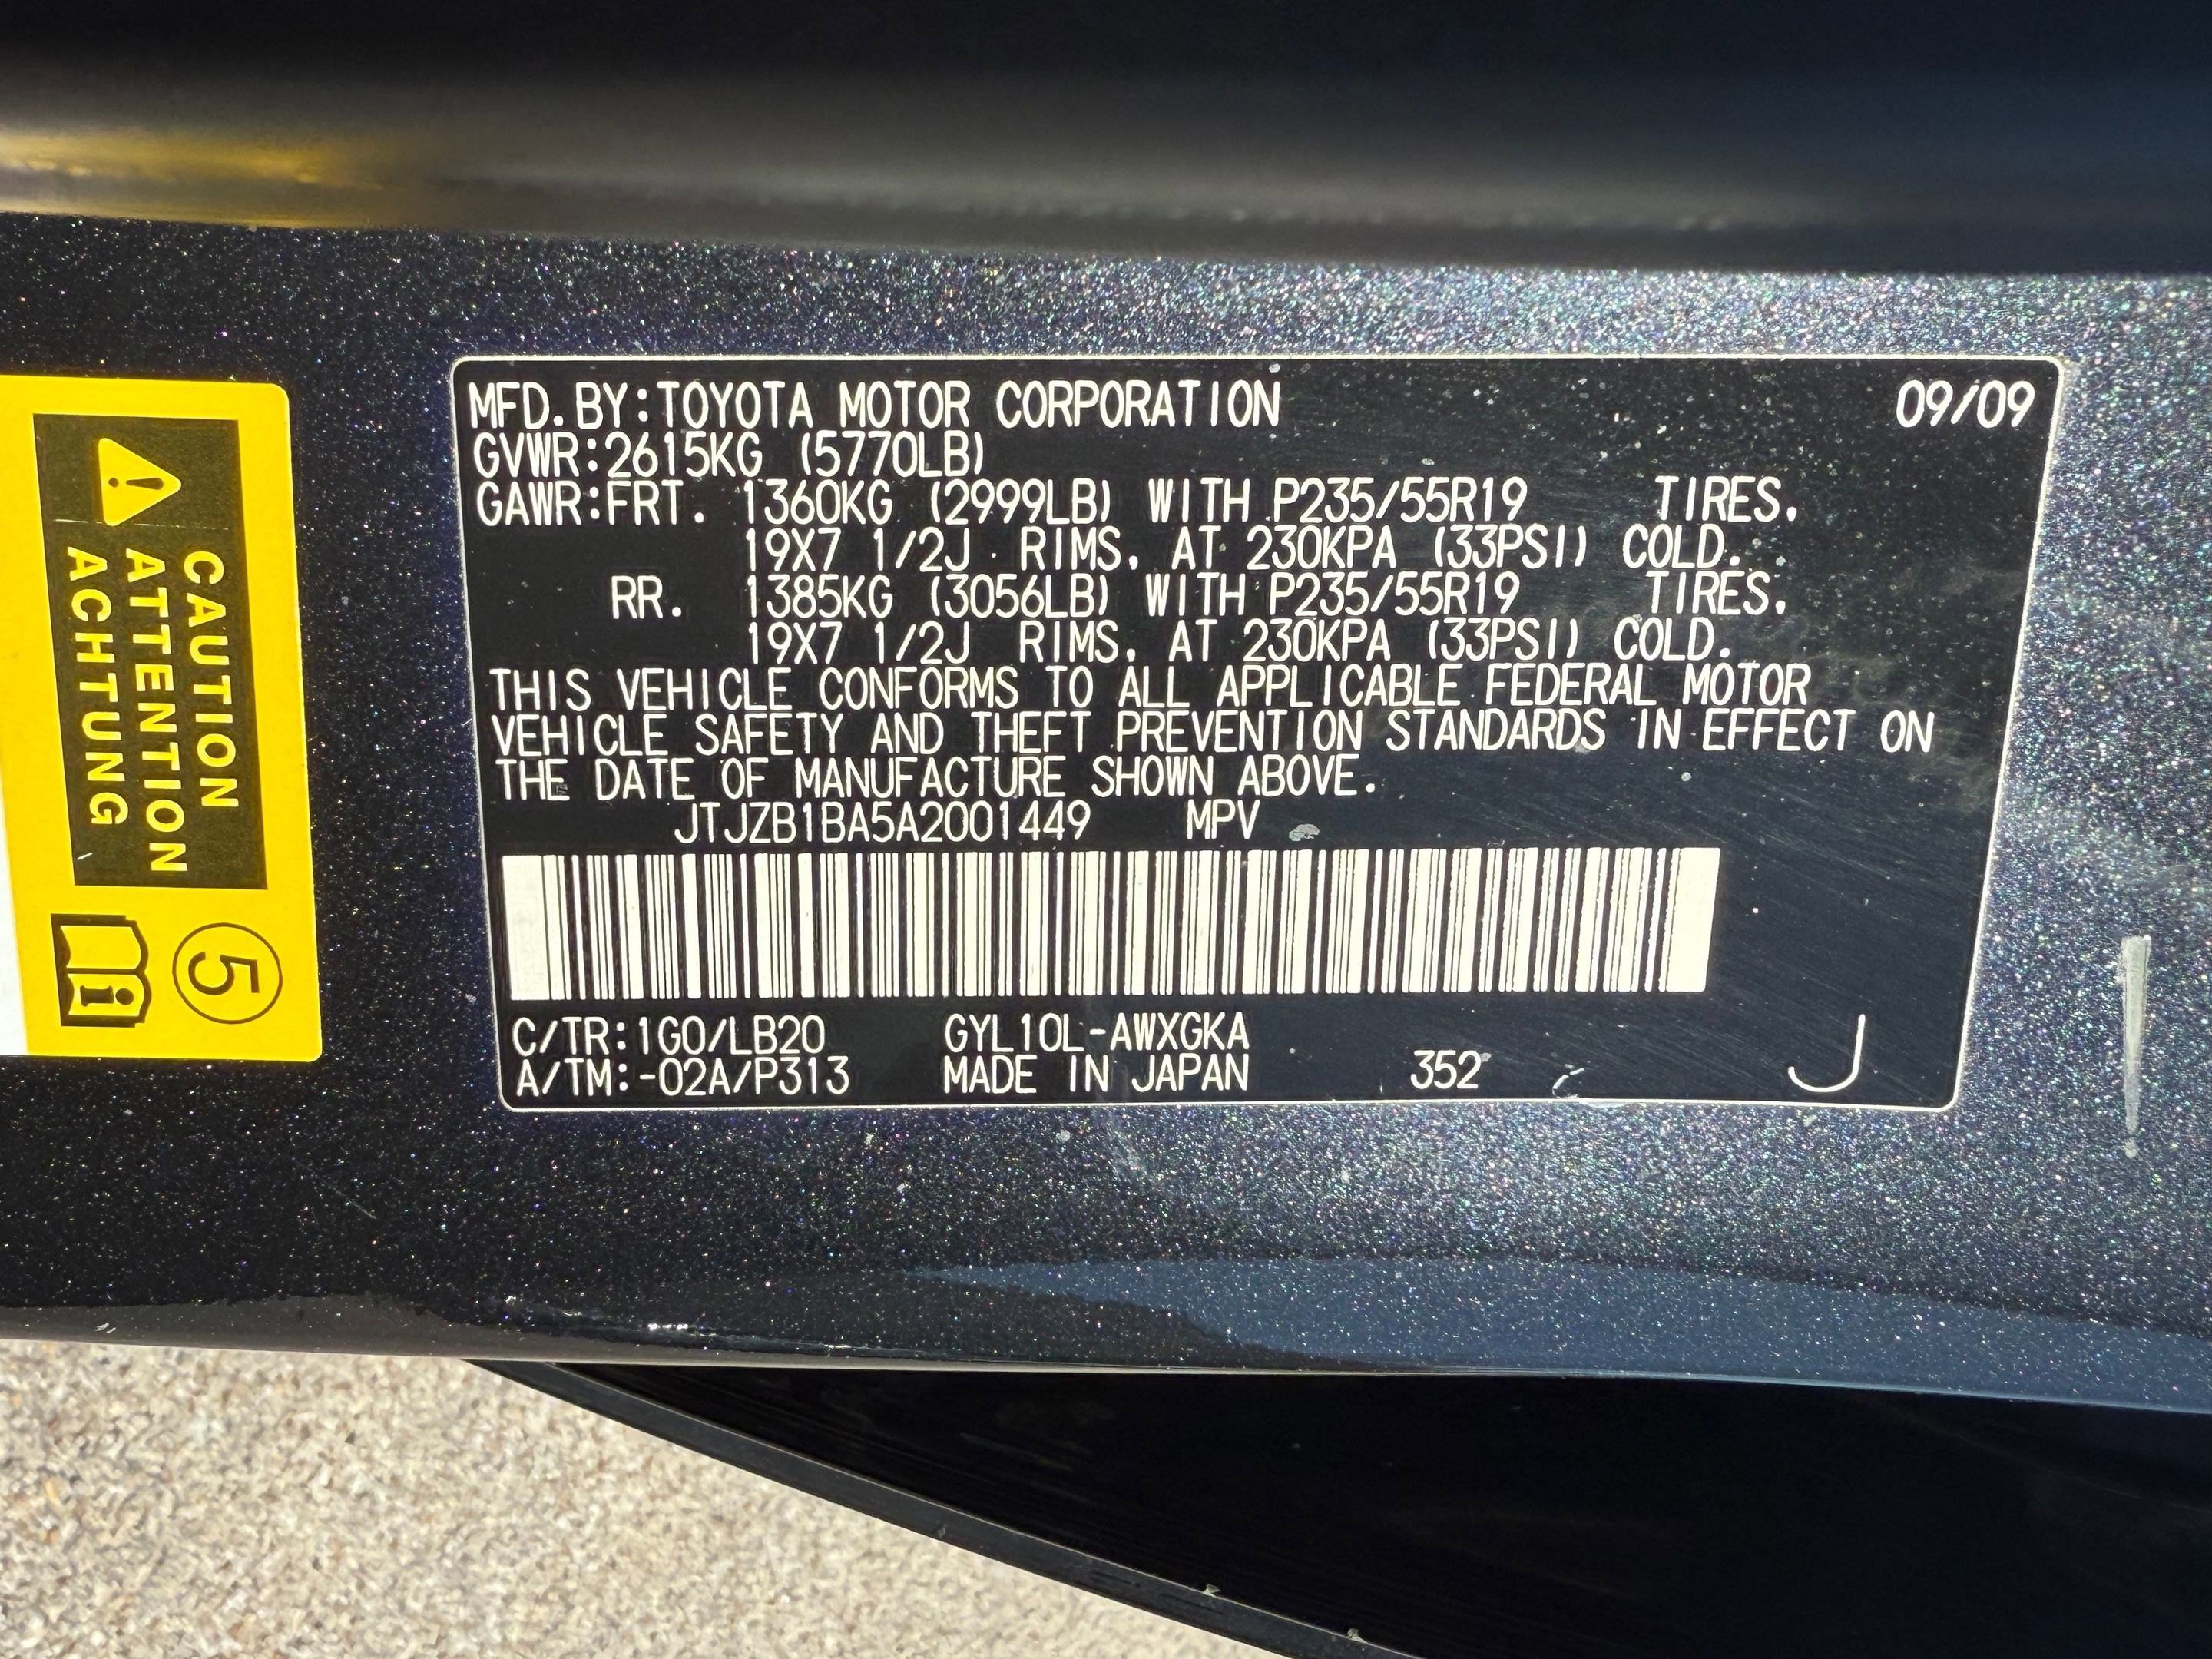 MFD.BY:TOYOTA MOTOR CORPORATION 09/09
GVWR:2615KG (5770LB)
GAWR:FRT. 1360KG (2999LB) WITH P235/55R19 TIRES,
19X7 1/2J RIMS, AT 230KPA (33PSI) COLD.
RR. 1385KG (3056LB) WITH P235/55R19 TIRES,
19X7 1/2J RIMS, AT 230KPA (33PSI) COLD.
THIS VEHICLE CONFORMS TO ALL APPLICABLE FEDERAL MOTOR
VEHICLE SAFETY AND THEFT PREVENTION STANDARDS IN EFFECT ON
THE DATE OF MANUFACTURE SHOWN ABOVE.
JTJZB1BA5A2001449 MPV
C/TR:1G0/LB20 GYL10L-AWXGKA
A/TM:-02A/P313 MADE IN JAPAN 352 J
CAUTION
ATTENTION
ACHTUNG
5
i